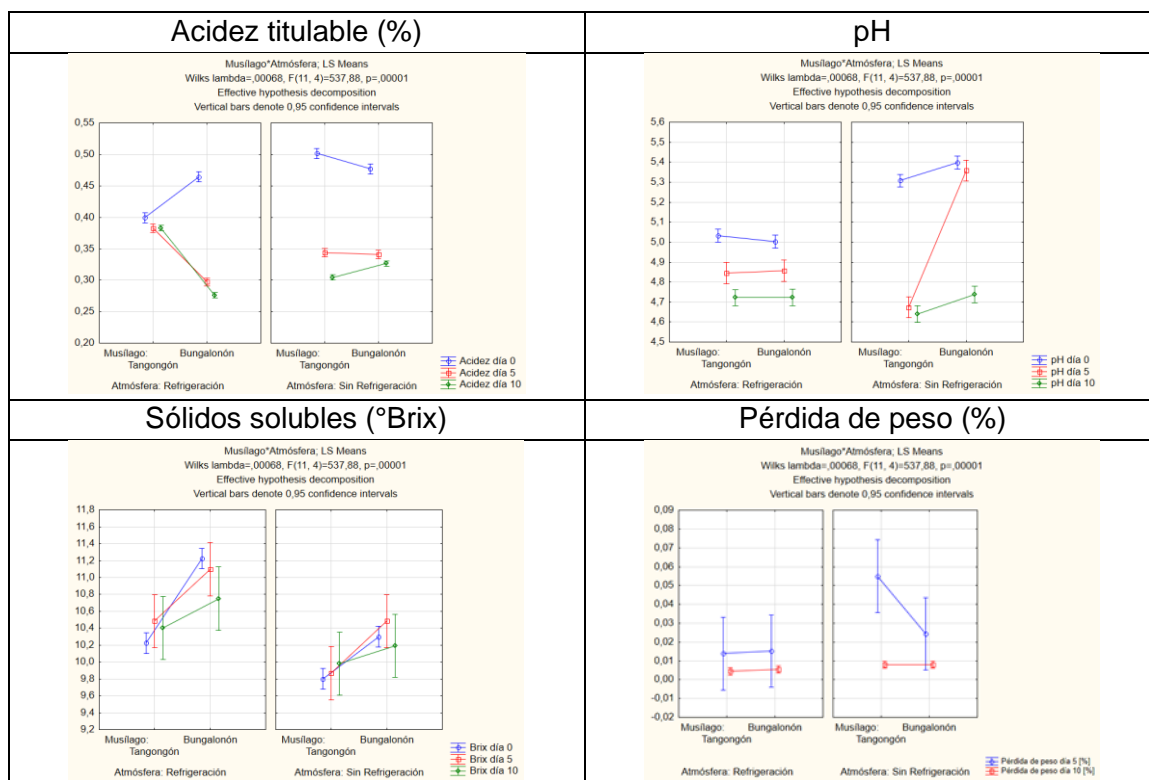 Acidez titulable (%)
Musílago*Atmósfera; LS Means
Wilks lambda=,00068, F(11, 4)=537,88, p=,00001
Effective hypothesis decomposition
Vertical bars denote 0,95 confidence intervals
0,55
0,50
0,45
0,40
0,35
0,30
0,25
0,20
Musílago: Bungalonón
Tangongón
Atmósfera: Refrigeración
Musílago: Bungalonón
Tangongón
Atmósfera: Sin Refrigeración
Acidez día 0
Acidez día 5
Acidez día 10
pH
Musílago*Atmósfera; LS Means
Wilks lambda=,00068, F(11, 4)=537,88, p=,00001
Effective hypothesis decomposition
Vertical bars denote 0,95 confidence intervals
5,6
5,5
5,4
5,3
5,2
5,1
5,0
4,9
4,8
4,7
4,6
4,5
Musílago: Bungalonón
Tangongón
Atmósfera: Refrigeración
Musílago: Bungalonón
Tangongón
Atmósfera: Sin Refrigeración
pH día 0
pH día 5
pH día 10
Sólidos solubles (°Brix)
Musílago*Atmósfera; LS Means
Wilks lambda=,00068, F(11, 4)=537,88, p=,00001
Effective hypothesis decomposition
Vertical bars denote 0,95 confidence intervals
11,8
11,6
11,4
11,2
11,0
10,8
10,6
10,4
10,2
10,0
9,8
9,6
9,4
9,2
Musílago: Bungalonón
Tangongón
Atmósfera: Refrigeración
Musílago: Bungalonón
Tangongón
Atmósfera: Sin Refrigeración
Brix día 0
Brix día 5
Brix día 10
Pérdida de peso (%)
Musílago*Atmósfera; LS Means
Wilks lambda=,00068, F(11, 4)=537,88, p=,00001
Effective hypothesis decomposition
Vertical bars denote 0,95 confidence intervals
0,09
0,08
0,07
0,06
0,05
0,04
0,03
0,02
0,01
0,00
-0,01
-0,02
Musílago: Bungalonón
Tangongón
Atmósfera: Refrigeración
Musílago: Bungalonón
Tangongón
Atmósfera: Sin Refrigeración
Pérdida de peso día 5 [%]
Pérdida de peso día 10 [%]